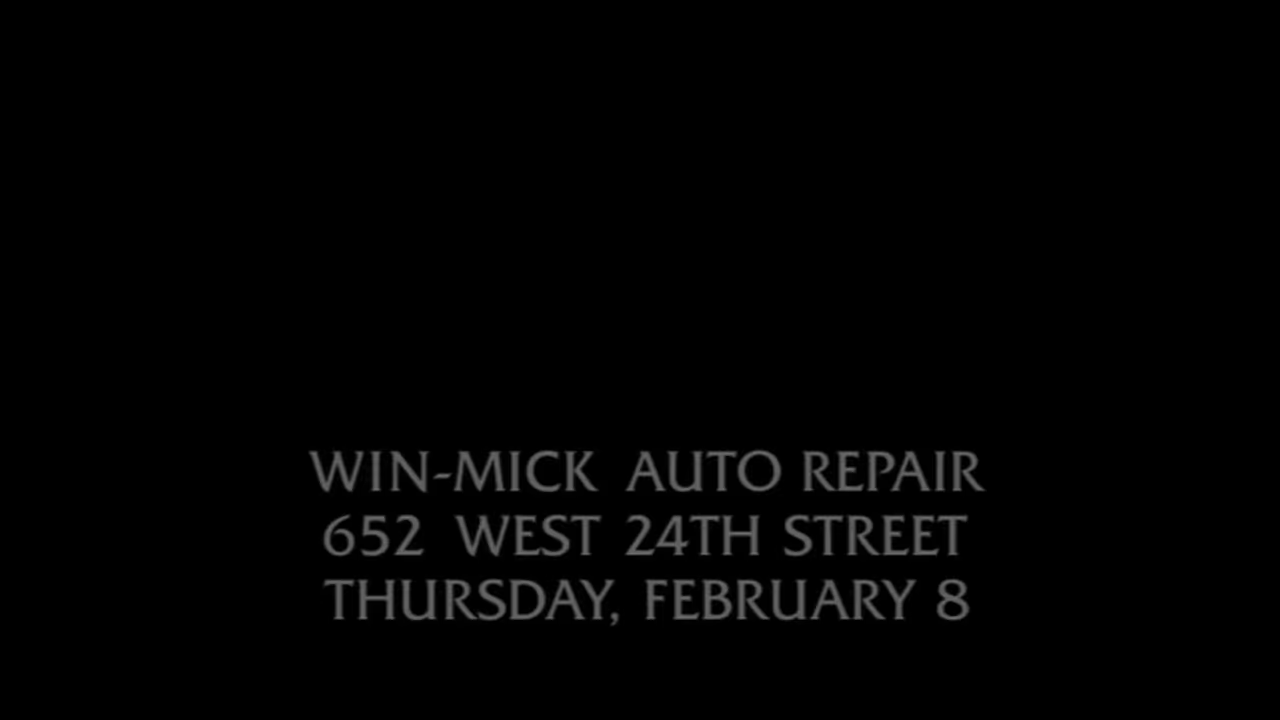 WIN-MICK AUTO REPAIR
652 WEST 24TH STREET
THURSDAY, FEBRUARY 8